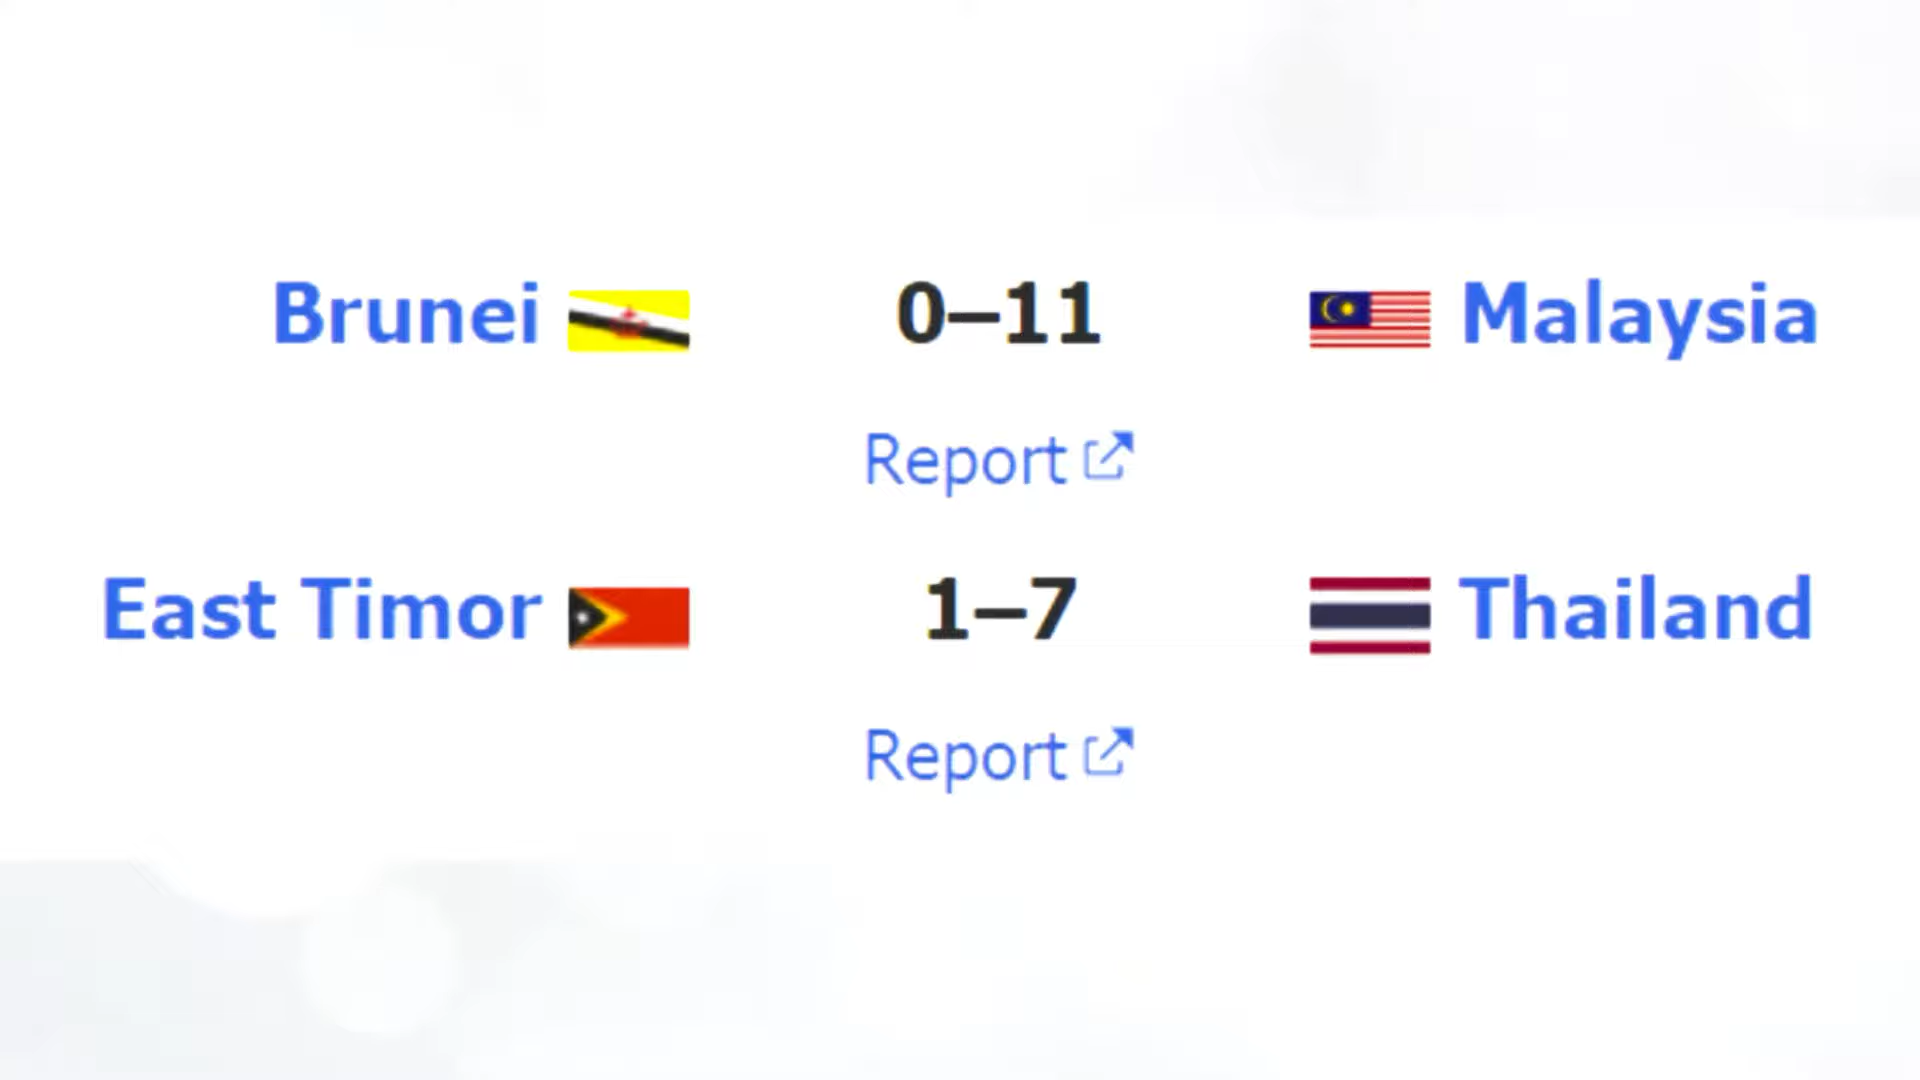 Brunei 0–11 Malaysia
Report
East Timor 1–7 Thailand
Report